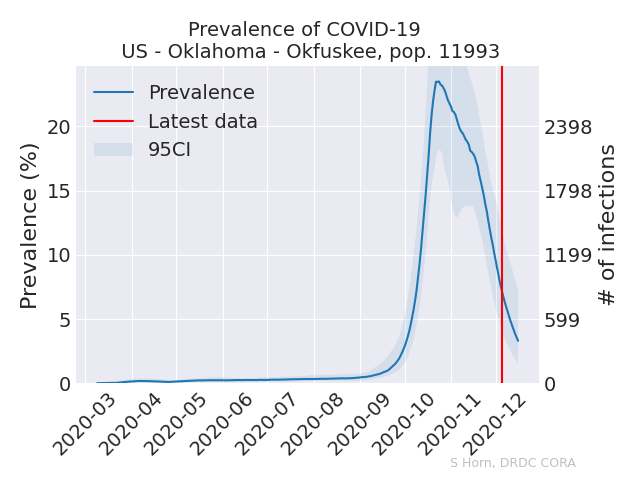 Prevalence of COVID-19
US - Oklahoma - Okfuskee, pop. 11993
Prevalence
Latest data
95CI
Prevalence (%)
20
15
10
5
0
2398
1798
1199
599
0
# of infections
2020-03
2020-04
2020-05
2020-06
2020-07
2020-08
2020-09
2020-10
2020-11
2020-12
S Horn, DRDC CORA